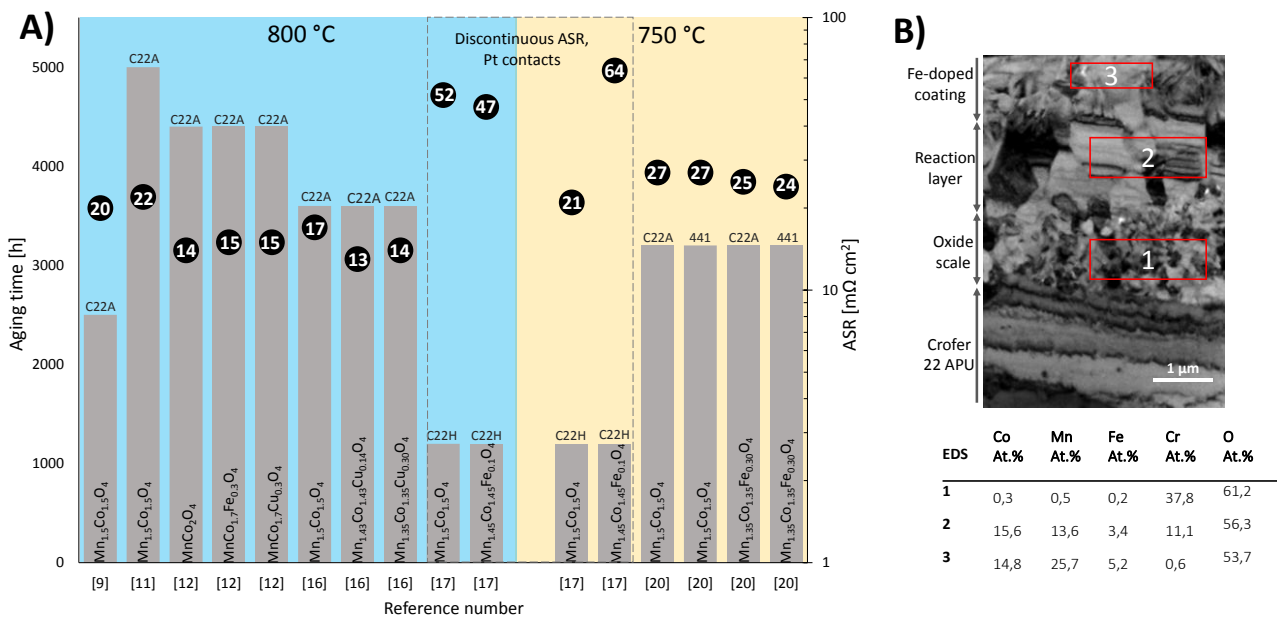 A)
800 °C
750 °C
Discontinuous ASR,
Pt contacts
Aging time [h]
5000
4000
3000
2000
1000
0
ASR [mΩ cm²]
100
10
1
C22A
C22A
C22A
C22A
C22A
C22A
C22A
C22A
C22H
C22H
C22H
C22H
C22A
441
C22A
441
20
22
14
15
15
17
13
14
52
47
21
64
27
27
25
24
Mn1.5Co1.5O4
Mn1.5Co1.5O4
MnCo2O4
MnCo1.7Fe0.3O4
MnCo1.7Cu0.3O4
Mn1.5Co1.5O4
Mn1.43Co1.43Cu0.14O4
Mn1.35Co1.35Cu0.30O4
Mn1.5Co1.5O4
Mn1.45Co1.45Fe0.1O4
Mn1.5Co1.5O4
Mn1.45Co1.45Fe0.1O4
Mn1.5Co1.5O4
Mn1.5Co1.5O4
Mn1.35Co1.35Fe0.30O4
Mn1.35Co1.35Fe0.30O4
[9] [11] [12] [12] [12] [16] [16] [16] [17] [17] [17] [17] [20] [20] [20] [20]
Reference number
B)
Fe-doped
coating
Reaction
layer
Oxide
scale
Crofer
22 APU
3
2
1
1 µm
EDS Co At.% Mn At.% Fe At.% Cr At.% O At.%
1 0,3 0,5 0,2 37,8 61,2
2 15,6 13,6 3,4 11,1 56,3
3 14,8 25,7 5,2 0,6 53,7